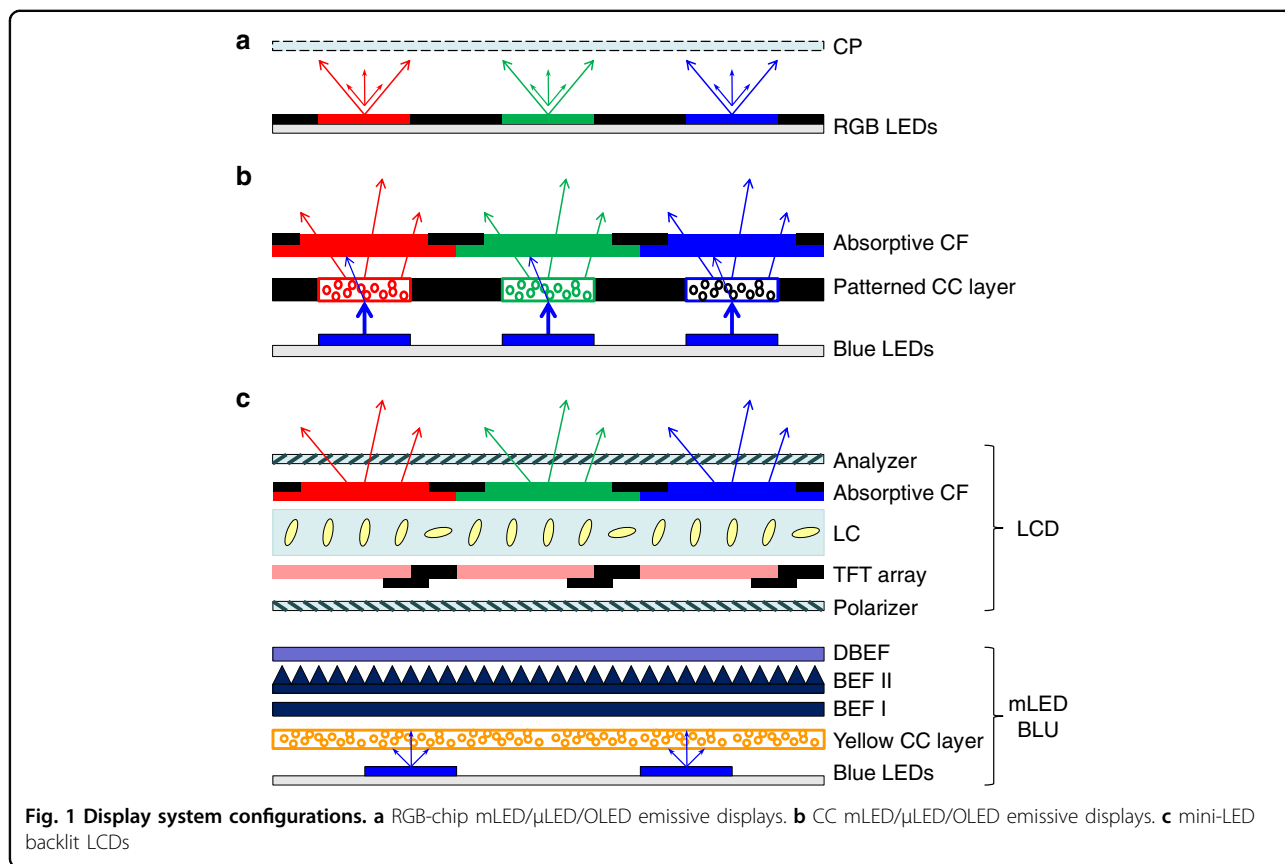 a
CP
RGB LEDs
b
Absorptive CF
Patterned CC layer
Blue LEDs
c
Analyzer
Absorptive CF
LC
TFT array
Polarizer
LCD
DBEF
BEF II
BEF I
Yellow CC layer
Blue LEDs
mLED
BLU
Fig. 1 Display system configurations. a RGB-chip mLED/μLED/OLED emissive displays. b CC mLED/μLED/OLED emissive displays. c mini-LED
backlit LCDs